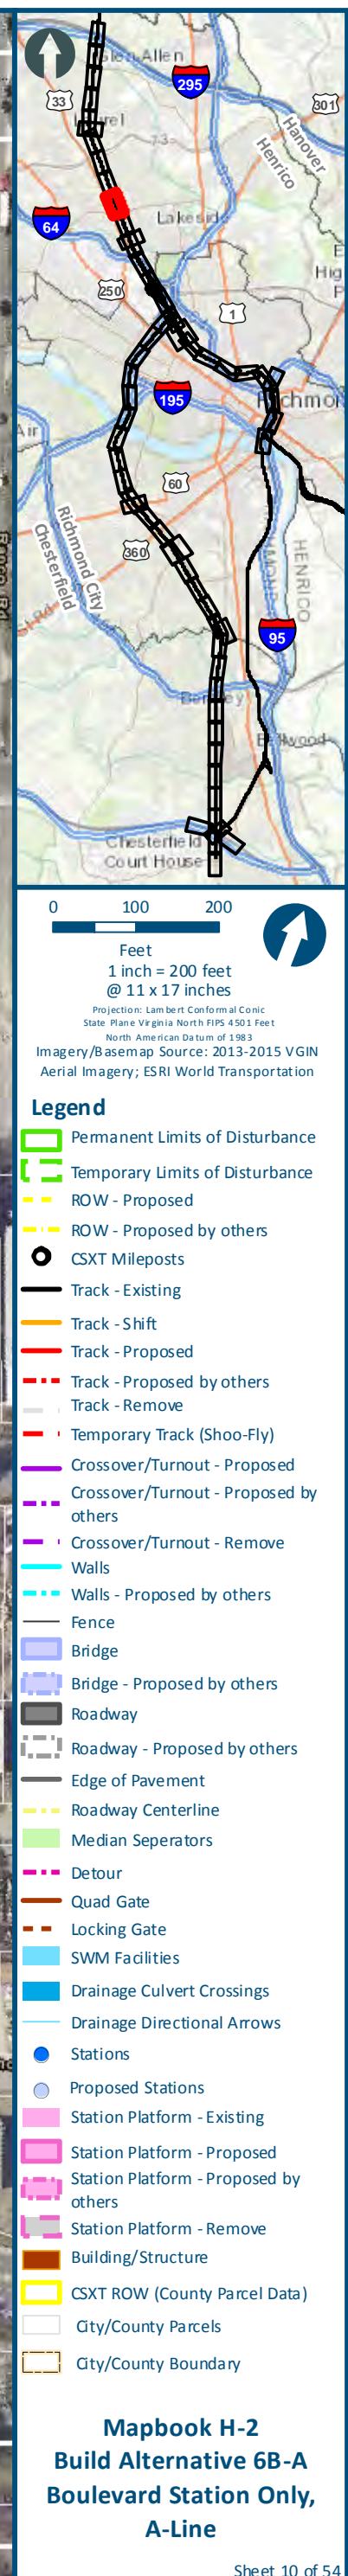 Glen Allen
295
33
301
Laurel
73
Hanover
Henrico
64
Lakeside
250
1
195
Richmon
Air
60
360
Richmond City
Chesterfield
HENRICO
95
Bellwood
Chesterfield
Court House
0 100 200
Feet
1 inch = 200 feet
@ 11 x 17 inches
Projection: Lambert Conformal Conic
State Plane Virginia North FIPS 4501 Feet
North American Datum of 1983
Imagery/Basemap Source: 2013-2015 VGIN
Aerial Imagery; ESRI World Transportation
Legend
Permanent Limits of Disturbance
Temporary Limits of Disturbance
ROW - Proposed
ROW - Proposed by others
CSXT Mileposts
Track - Existing
Track - Shift
Track - Proposed
Track - Proposed by others
Track - Remove
Temporary Track (Shoo-Fly)
Crossover/Turnout - Proposed
Crossover/Turnout - Proposed by
others
Crossover/Turnout - Remove
Walls
Walls - Proposed by others
Fence
Bridge
Bridge - Proposed by others
Roadway
Roadway - Proposed by others
Edge of Pavement
Roadway Centerline
Median Seperators
Detour
Quad Gate
Locking Gate
SWM Facilities
Drainage Culvert Crossings
Drainage Directional Arrows
Stations
Proposed Stations
Station Platform - Existing
Station Platform - Proposed
Station Platform - Proposed by
others
Station Platform - Remove
Building/Structure
CSXT ROW (County Parcel Data)
City/County Parcels
City/County Boundary
Mapbook H-2
Build Alternative 6B-A
Boulevard Station Only,
A-Line
Sheet 10 of 54